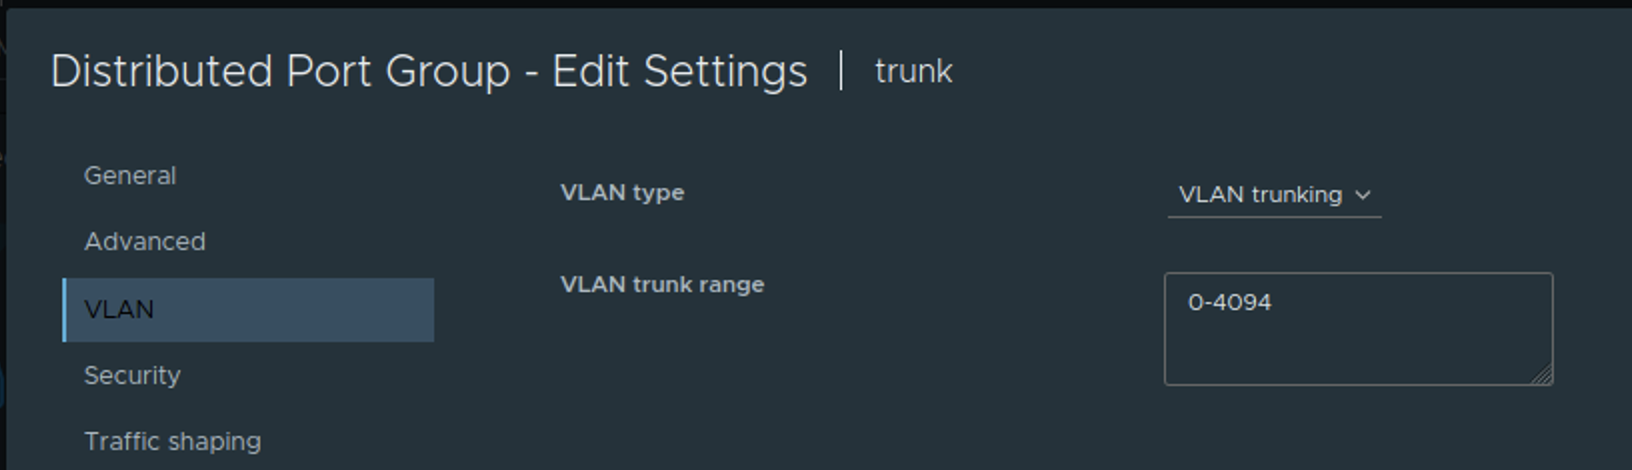 Distributed Port Group - Edit Settings | trunk
General
Advanced
VLAN
Security
Traffic shaping
VLAN type
VLAN trunking
VLAN trunk range
0-4094